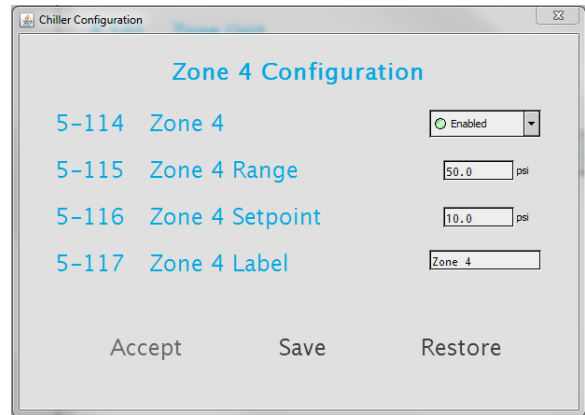 Chiller Configuration
Zone 4 Configuration
5-114 Zone 4 Enabled
5-115 Zone 4 Range 50.0 psi
5-116 Zone 4 Setpoint 10.0 psi
5-117 Zone 4 Label Zone 4
Accept Save Restore